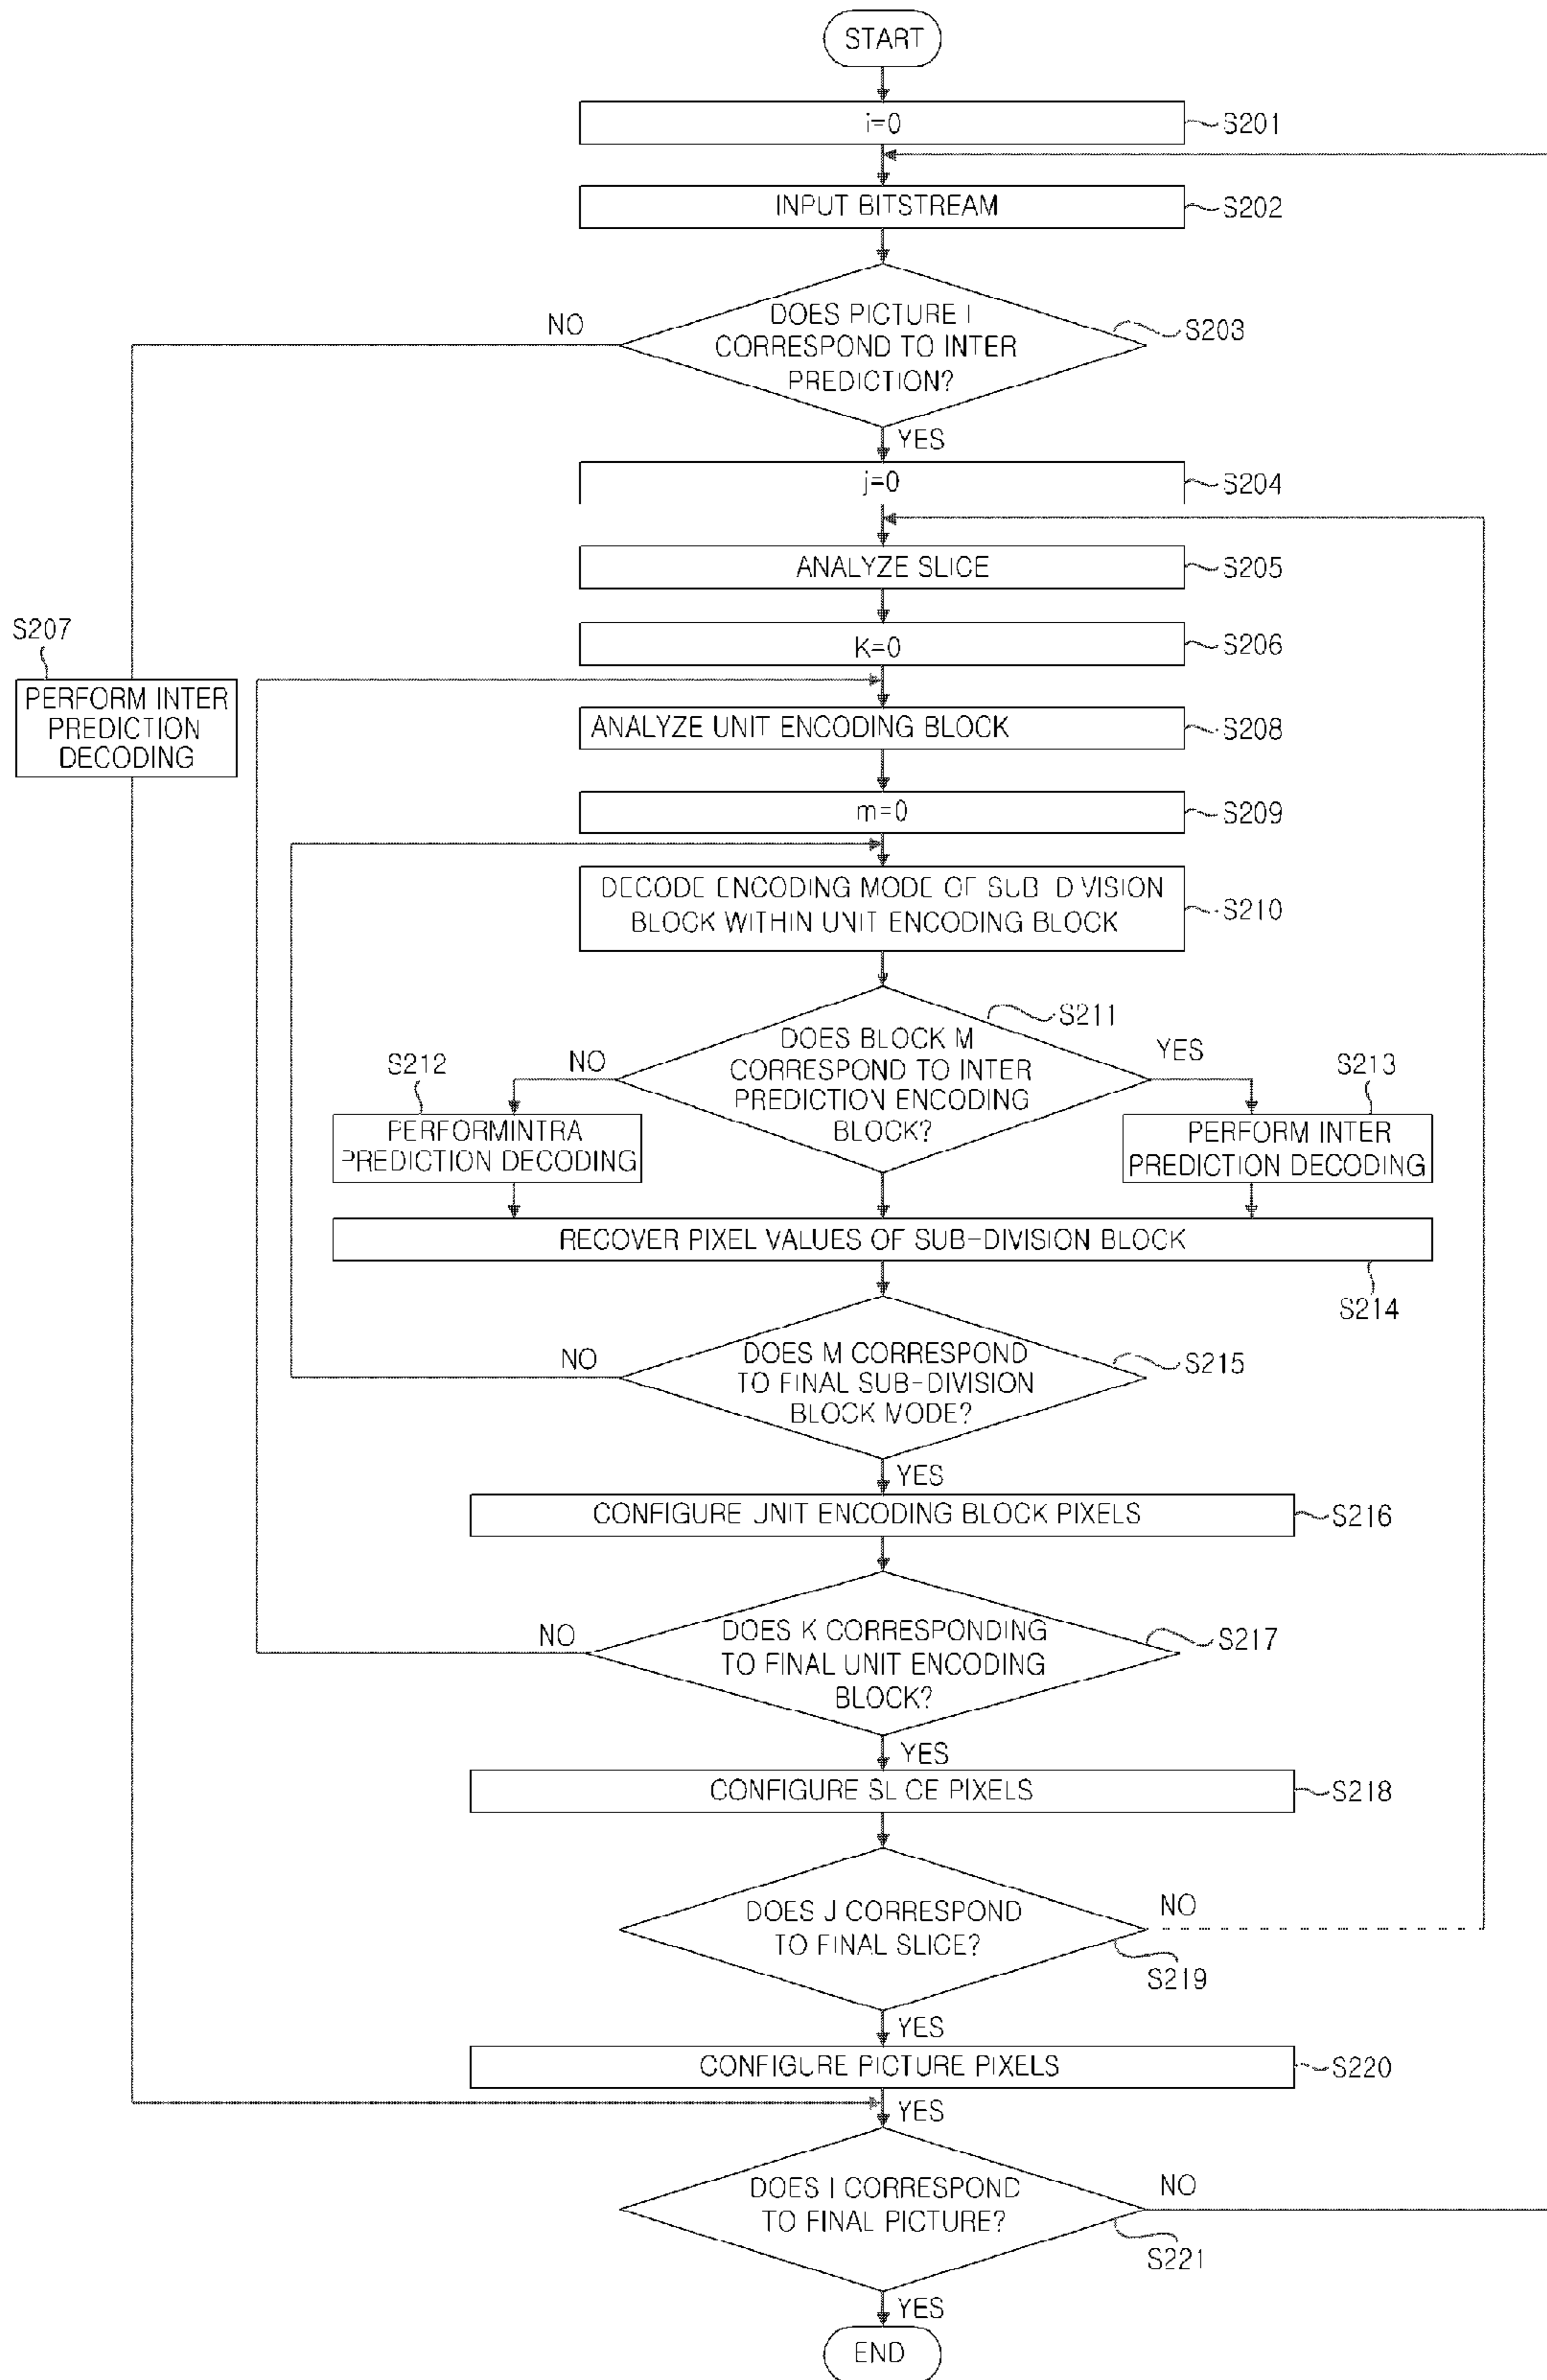 START
i=0
S201
INPUT BITSTREAM
S202
DOES PICTURE I
CORRESPOND TO INTER
PREDICTION?
S203
NO
YES
j=0
S204
ANALYZE SLICE
S205
K=0
S206
S207
PERFORM INTER
PREDICTION
DECODING
ANALYZE UNIT ENCODING BLOCK
S208
m=0
S209
DECODE ENCODING MODE OF SUB DIVISION
BLOCK WITHIN UNIT ENCODING BLOCK
S210
DOES BLOCK M
CORRESPOND TO INTER
PREDICTION ENCODING
BLOCK?
S211
NO
YES
S212
PERFORMINTRA
PREDICTION DECODING
S213
PERFORM INTER
PREDICTION DECODING
RECOVER PIXEL VALUES OF SUB-DIVISION BLOCK
S214
DOES M CORRESPOND
TO FINAL SUB-DIVISION
BLOCK MODE?
S215
NO
YES
CONFIGURE UNIT ENCODING BLOCK PIXELS
S216
DOES K CORRESPONDING
TO FINAL UNIT ENCODING
BLOCK?
S217
NO
YES
CONFIGURE SLICE PIXELS
S218
DOES J CORRESPOND
TO FINAL SLICE?
NO
S219
YES
CONFIGURE PICTURE PIXELS
S220
YES
DOES I CORRESPOND
TO FINAL PICTURE?
NO
S221
YES
END